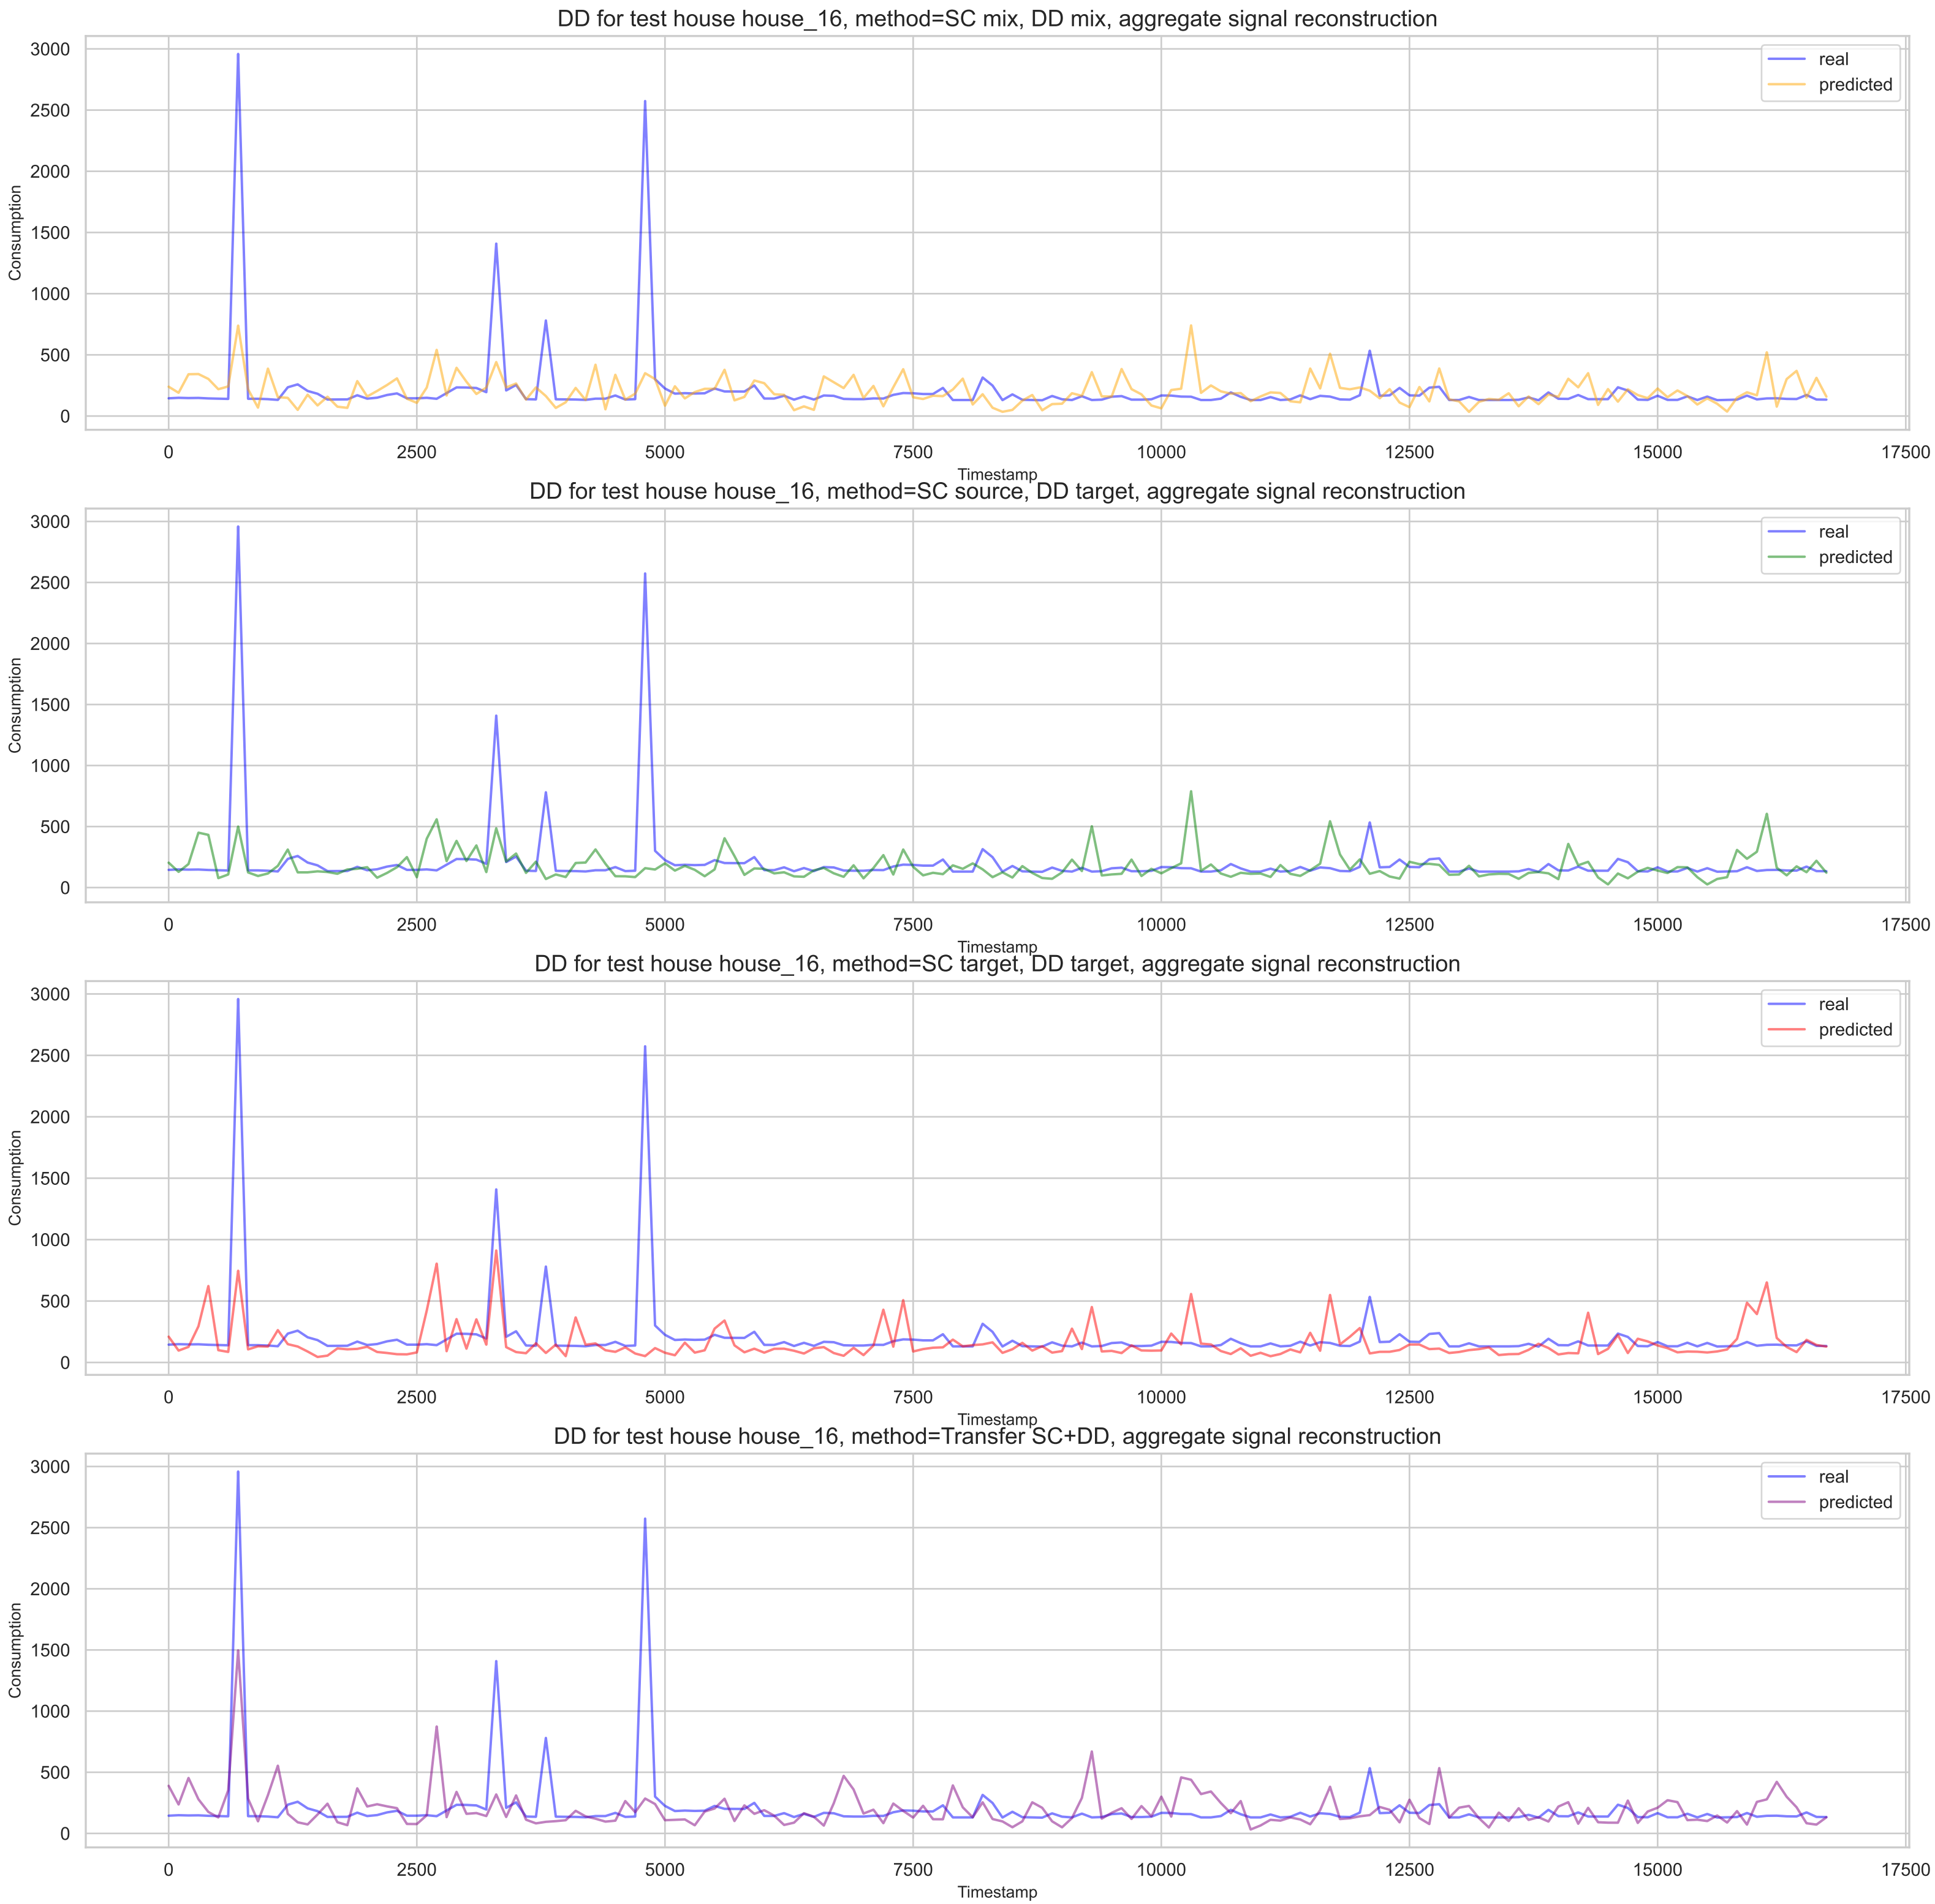 DD for test house house_16, method=SC mix, DD mix, aggregate signal reconstruction
3000
2500
2000
1500
1000
500
0
Consumption
real
predicted
0 2500 5000 7500 10000 12500 15000 17500
Timestamp
DD for test house house_16, method=SC source, DD target, aggregate signal reconstruction
3000
2500
2000
1500
1000
500
0
Consumption
real
predicted
0 2500 5000 7500 10000 12500 15000 17500
Timestamp
DD for test house house_16, method=SC target, DD target, aggregate signal reconstruction
3000
2500
2000
1500
1000
500
0
Consumption
real
predicted
0 2500 5000 7500 10000 12500 15000 17500
Timestamp
DD for test house house_16, method=Transfer SC+DD, aggregate signal reconstruction
3000
2500
2000
1500
1000
500
0
Consumption
real
predicted
0 2500 5000 7500 10000 12500 15000 17500
Timestamp